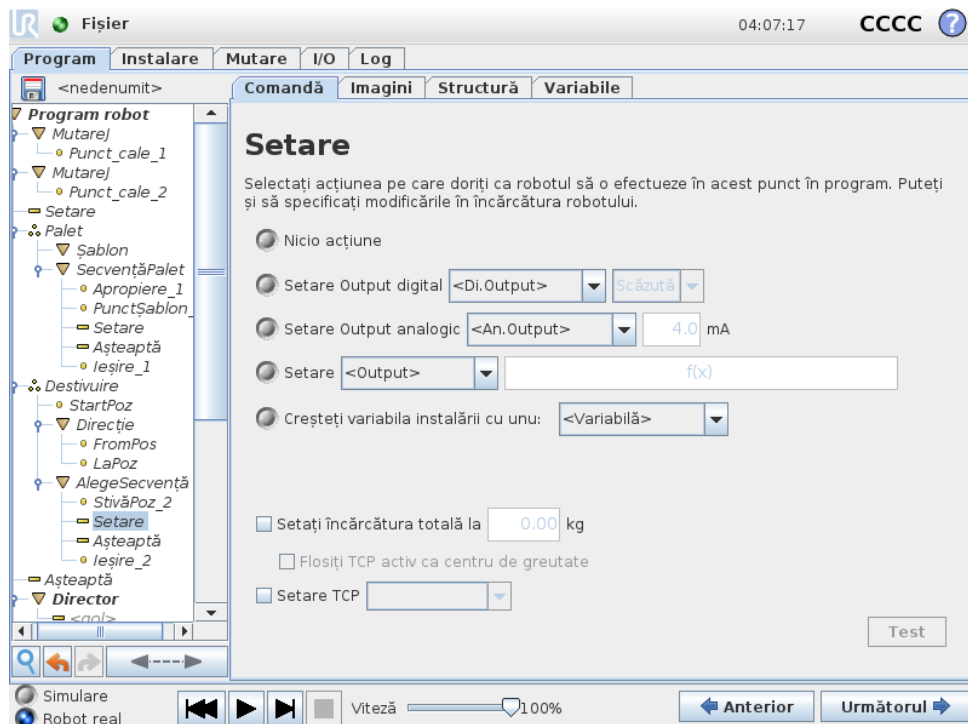 UR Fișier 04:07:17 CCCC ?
Program Instalare Mutare I/O Log
<nedenumit>
Comandă Imagini Structură Variabile
Program robot
MutareJ
Punct_cale_1
MutareJ
Punct_cale_2
Setare
Palet
Șablon
SecvențăPalet
Apropiere_1
PunctȘablon_
Setare
Așteaptă
Ieșire_1
Destivuire
StartPoz
Direcție
FromPos
LaPoz
AlegeSecvență
StivăPoz_2
Setare
Așteaptă
Ieșire_2
Așteaptă
Director
<gol>
Setare
Selectați acțiunea pe care doriți ca robotul să o efectueze în acest punct în program. Puteți
și să specificați modificările în încărcătura robotului.
Nicio acțiune
Setare Output digital <Di.Output> Scăzută
Setare Output analogic <An.Output> 4.0 mA
Setare <Output> f(x)
Creșteți variabila instalării cu unu: <Variabilă>
Setați încărcătura totală la 0.00 kg
Flosiți TCP activ ca centru de greutate
Setare TCP
Test
Simulare
Robot real
Viteză 100%
Anterior Următorul